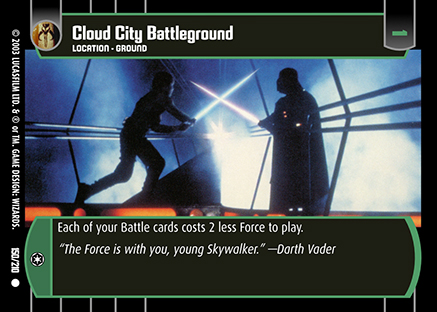 Cloud City Battleground
LOCATION - GROUND
© 2003 LUCASFILM LTD. & ® or TM. GAME DESIGN: WIZARDS.
Each of your Battle cards costs 2 less Force to play.
“The Force is with you, young Skywalker.” —Darth Vader
150/210